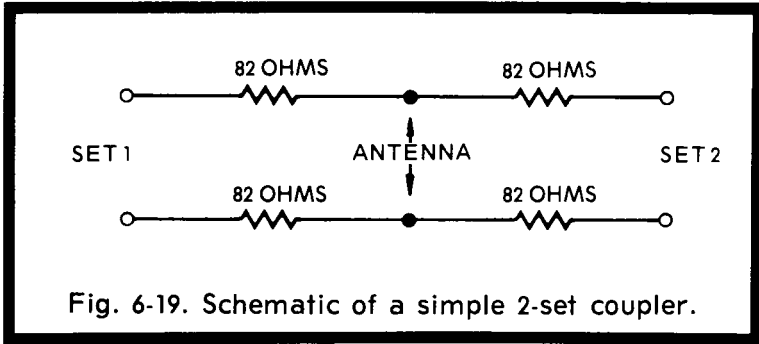 82 OHMS 82 OHMS
SET 1 ANTENNA SET 2
82 OHMS 82 OHMS
Fig. 6-19. Schematic of a simple 2-set coupler.